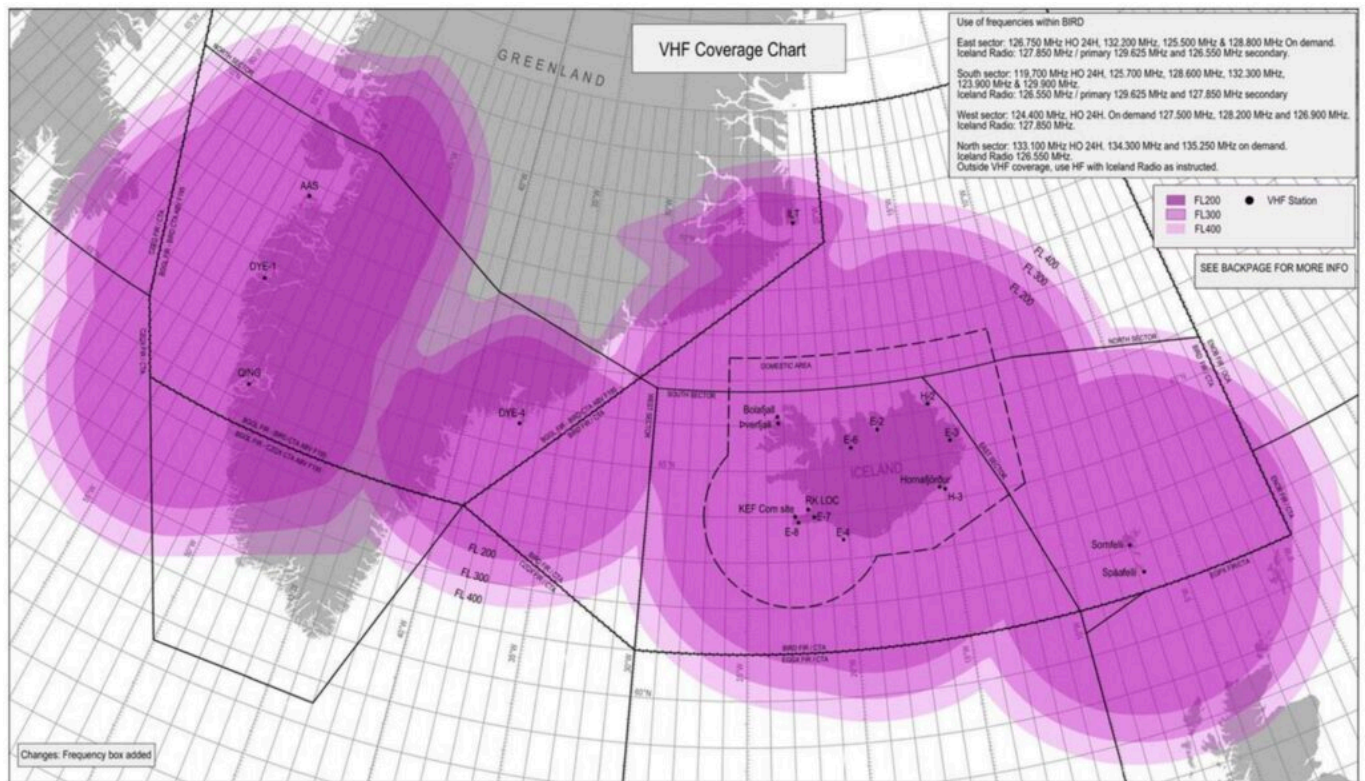 VHF Coverage Chart
Use of frequencies within BIRD
East sector: 126.750 MHz HO 24H, 132.200 MHz, 125.500 MHz & 128.800 MHz On demand.
Iceland Radio: 127.850 MHz / primary 129.625 MHz and 126.550 MHz secondary.
South sector: 119,700 MHz HO 24H, 125.700 MHz, 128.600 MHz, 132.300 MHz,
123.900 MHz & 129.900 MHz.
Iceland Radio: 126.550 MHz / primary 129.625 MHz and 127.850 MHz secondary
West sector: 124.400 MHz, HO 24H. On demand 127.500 MHz, 128.200 MHz and 126.900 MHz.
Iceland Radio: 127.850 MHz.
North sector: 133.100 MHz HO 24H. 134.300 MHz and 135.250 MHz on demand.
Iceland Radio 126.550 MHz.
Outside VHF coverage, use HF with Iceland Radio as instructed.
FL200
VHF Station
FL300
FL400
SEE BACKPAGE FOR MORE INFO
GREENLAND
NORTH SECTOR
AAS
ILT
DYE-1
FL 400
FL 300
FL 200
QING
DYE-4
NORTH SECTOR
DOMESTIC AREA
SOUTH SECTOR
WEST SECTOR
EAST SECTOR
Bolafjall
Þverfjall
E-2
E-3
E-6
ICELAND
Hornafjörður
H-3
RK LOC
KEF Com site
E-7
E-8
E-4
Sornfelli
FL 200
FL 300
FL 400
BIRD FIR / CTA
EGGX FIR / CTA
60°N
Changes: Frequency box added